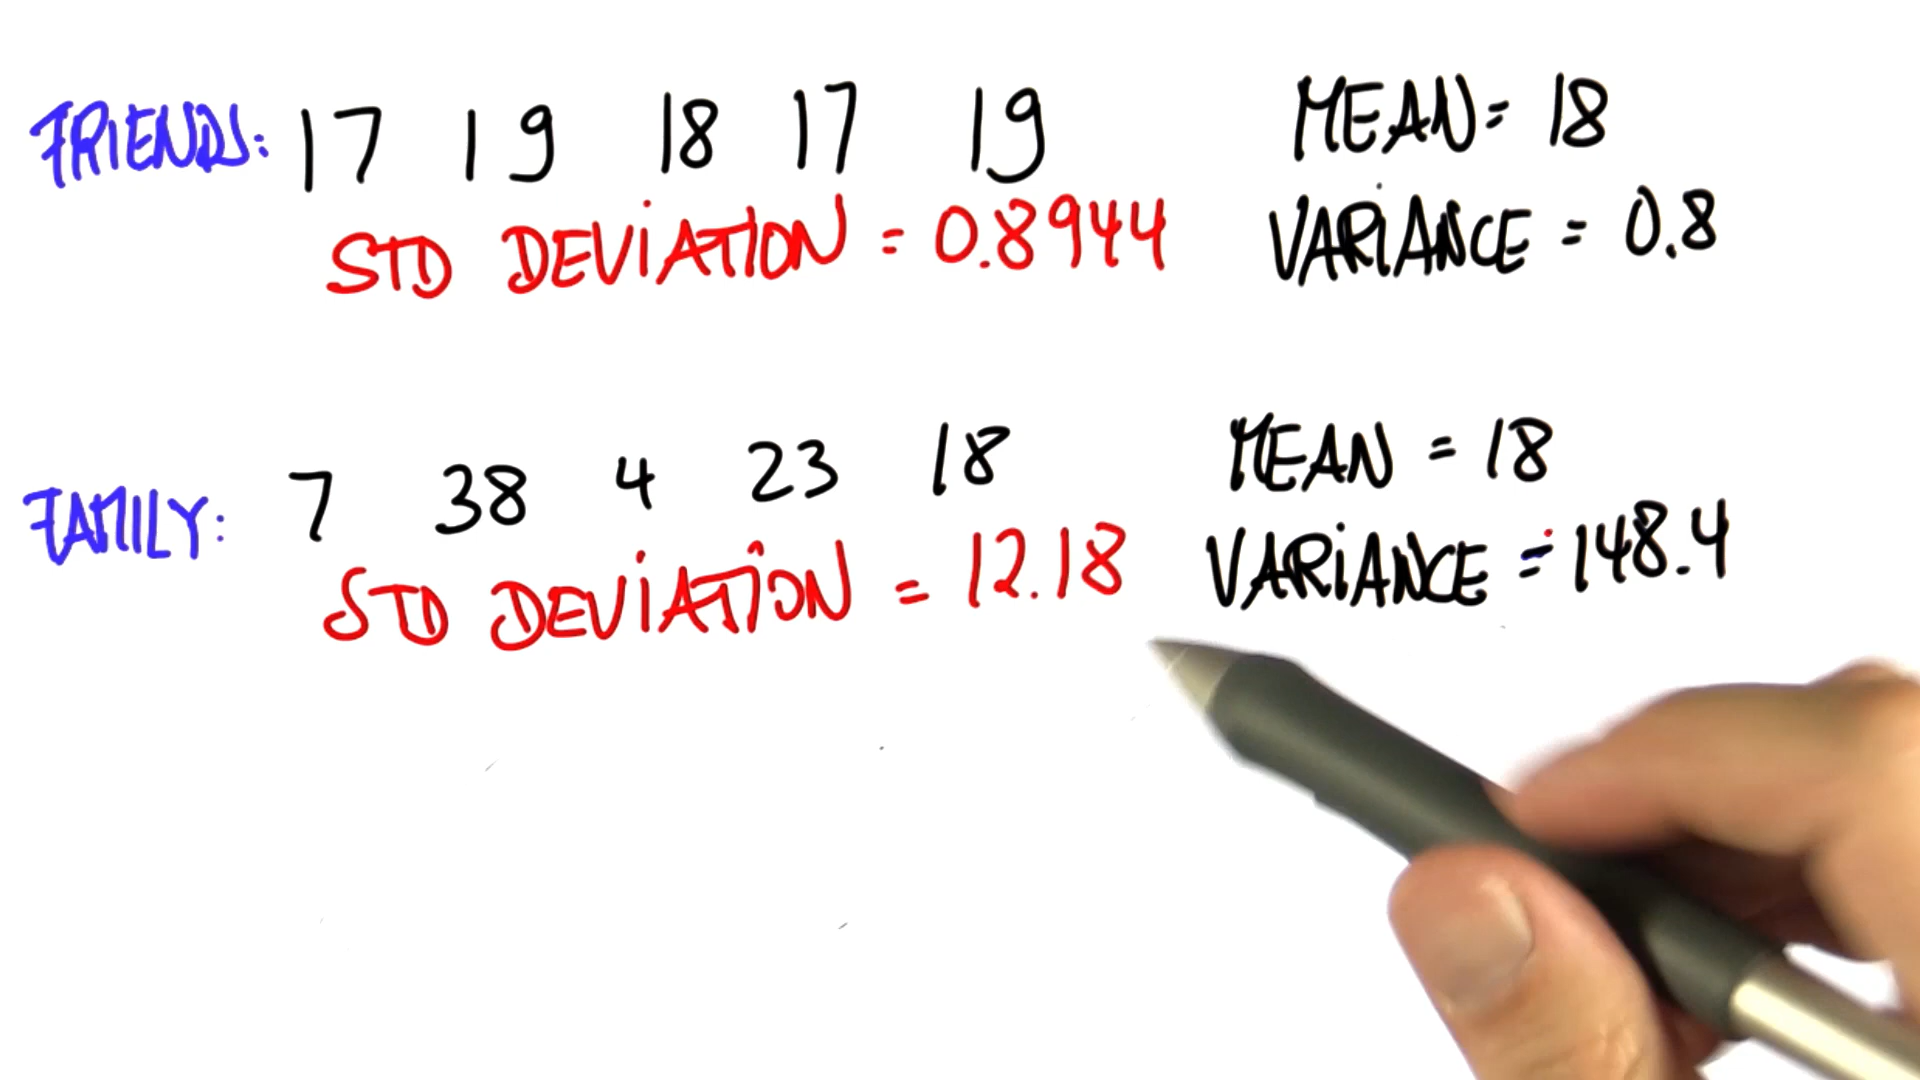 FRIENDS: 17 19 18 17 19 MEAN = 18
STD DEVIATION = 0.8944 VARIANCE = 0.8
FAMILY: 7 38 4 23 18 MEAN = 18
STD DEVIATION = 12.18 VARIANCE = 148.4